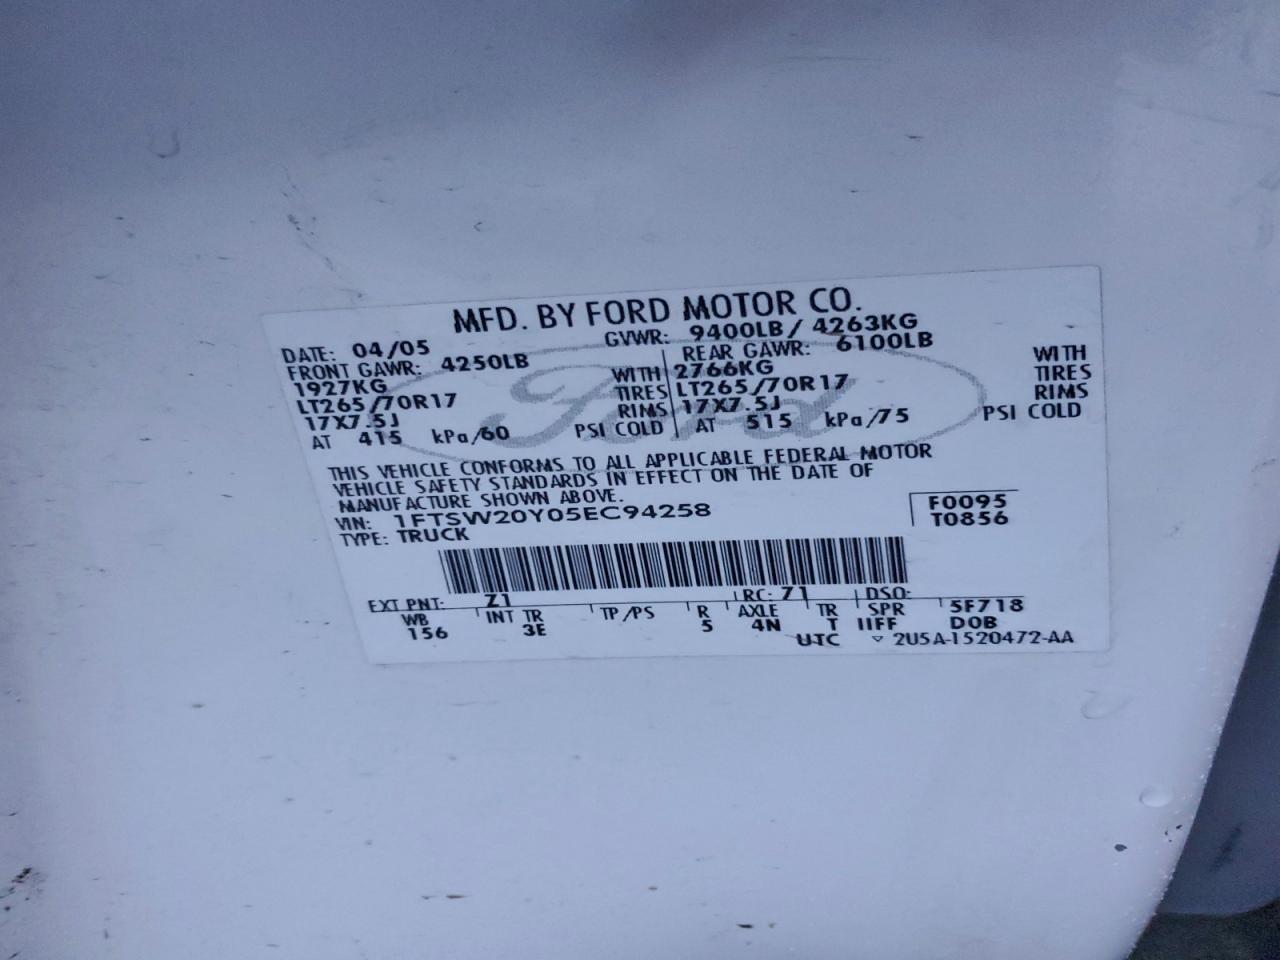 MFD. BY FORD MOTOR CO.
DATE: 04/05 GVWR: 9400LB / 4263KG
FRONT GAWR: 4250LB REAR GAWR: 6100LB
1927KG WITH 2766KG WITH
LT265/70R17 TIRES LT265/70R17 TIRES
17X7.5J RIMS 17X7.5J RIMS
AT 415 kPa/60 PSI COLD AT 515 kPa/75 PSI COLD
Ford
THIS VEHICLE CONFORMS TO ALL APPLICABLE FEDERAL MOTOR
VEHICLE SAFETY STANDARDS IN EFFECT ON THE DATE OF
MANUFACTURE SHOWN ABOVE.
VIN: 1FTSW20Y05EC94258 F0095
TYPE: TRUCK T0856
EXT PNT: Z1 RC: 71 DSO:
WB INT TR TP/PS R AXLE TR SPR 5F718
156 3E 5 4N T IIFF DOB
UTC ▽ 2U5A-1520472-AA